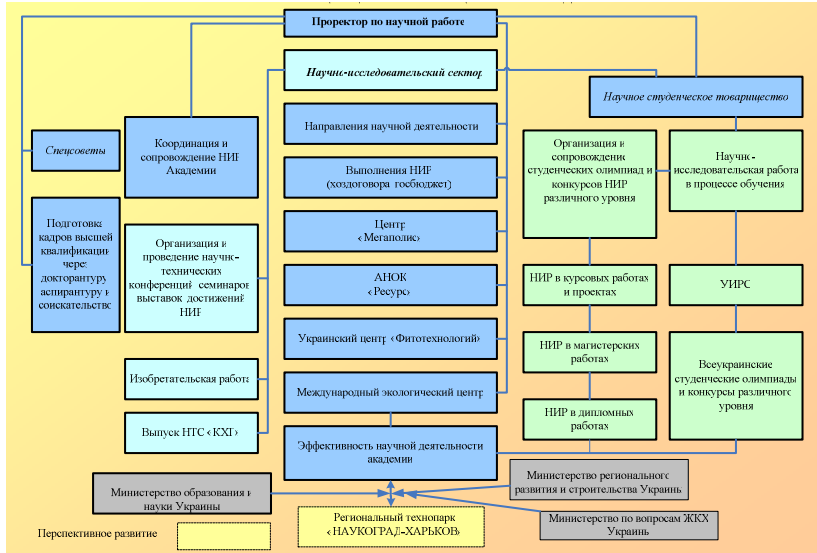 Проректор по научной работе
Научно-исследовательский сектор
Научное студенческое товарищество
Спецсоветы
Координация и
сопровождение НИР
Академии
Направления научной деятельности
Организация и
сопровождение
студенческих олимпиад и
конкурсов НИР
различного уровня
Научно-
исследовательская работа
в процессе обучения
Выполнения НИР
(хоздоговора госбюджет)
Подготовка
кадров высшей
квалификации
через
докторантуру
аспирантуру и
соискательство
Организация и
проведение научно-
технических
конференций семинаров
выставок достижений
НИР
Центр
«Мегаполис»
АНОК
«Ресурс»
НИР в курсовых работах
и проектах
УИРС
Украинский центр «Фитотехнологий»
НИР в магистерских
работах
Всеукраинские
студенческие олимпиады
и конкурсы различного
уровня
Изобретательская работа
Международный экологический центр
НИР в дипломных
работах
Выпуск НТС «КХГ»
Эффективность научной деятельности
академии
Министерство образования и
науки Украины
Министерство регионального
развития и строительства Украины
Региональный технопарк
«НАУКОГРАД-ХАРЬКОВ»
Министерство по вопросам ЖКХ
Украины
Перспективное развитие